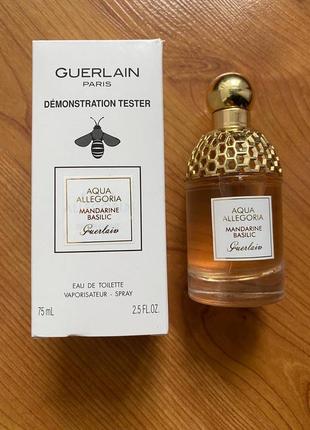 GUERLAIN
PARIS
DÉMONSTRATION TESTER
AQUA
ALLEGORIA
MANDARINE
BASILIC
Guerlain
EAU DE TOILETTE
VAPORISATEUR - SPRAY
75 mL
2.5 FL.OZ.
AQUA
ALLEGORIA
MANDARINE
BASILIC
Guerlain